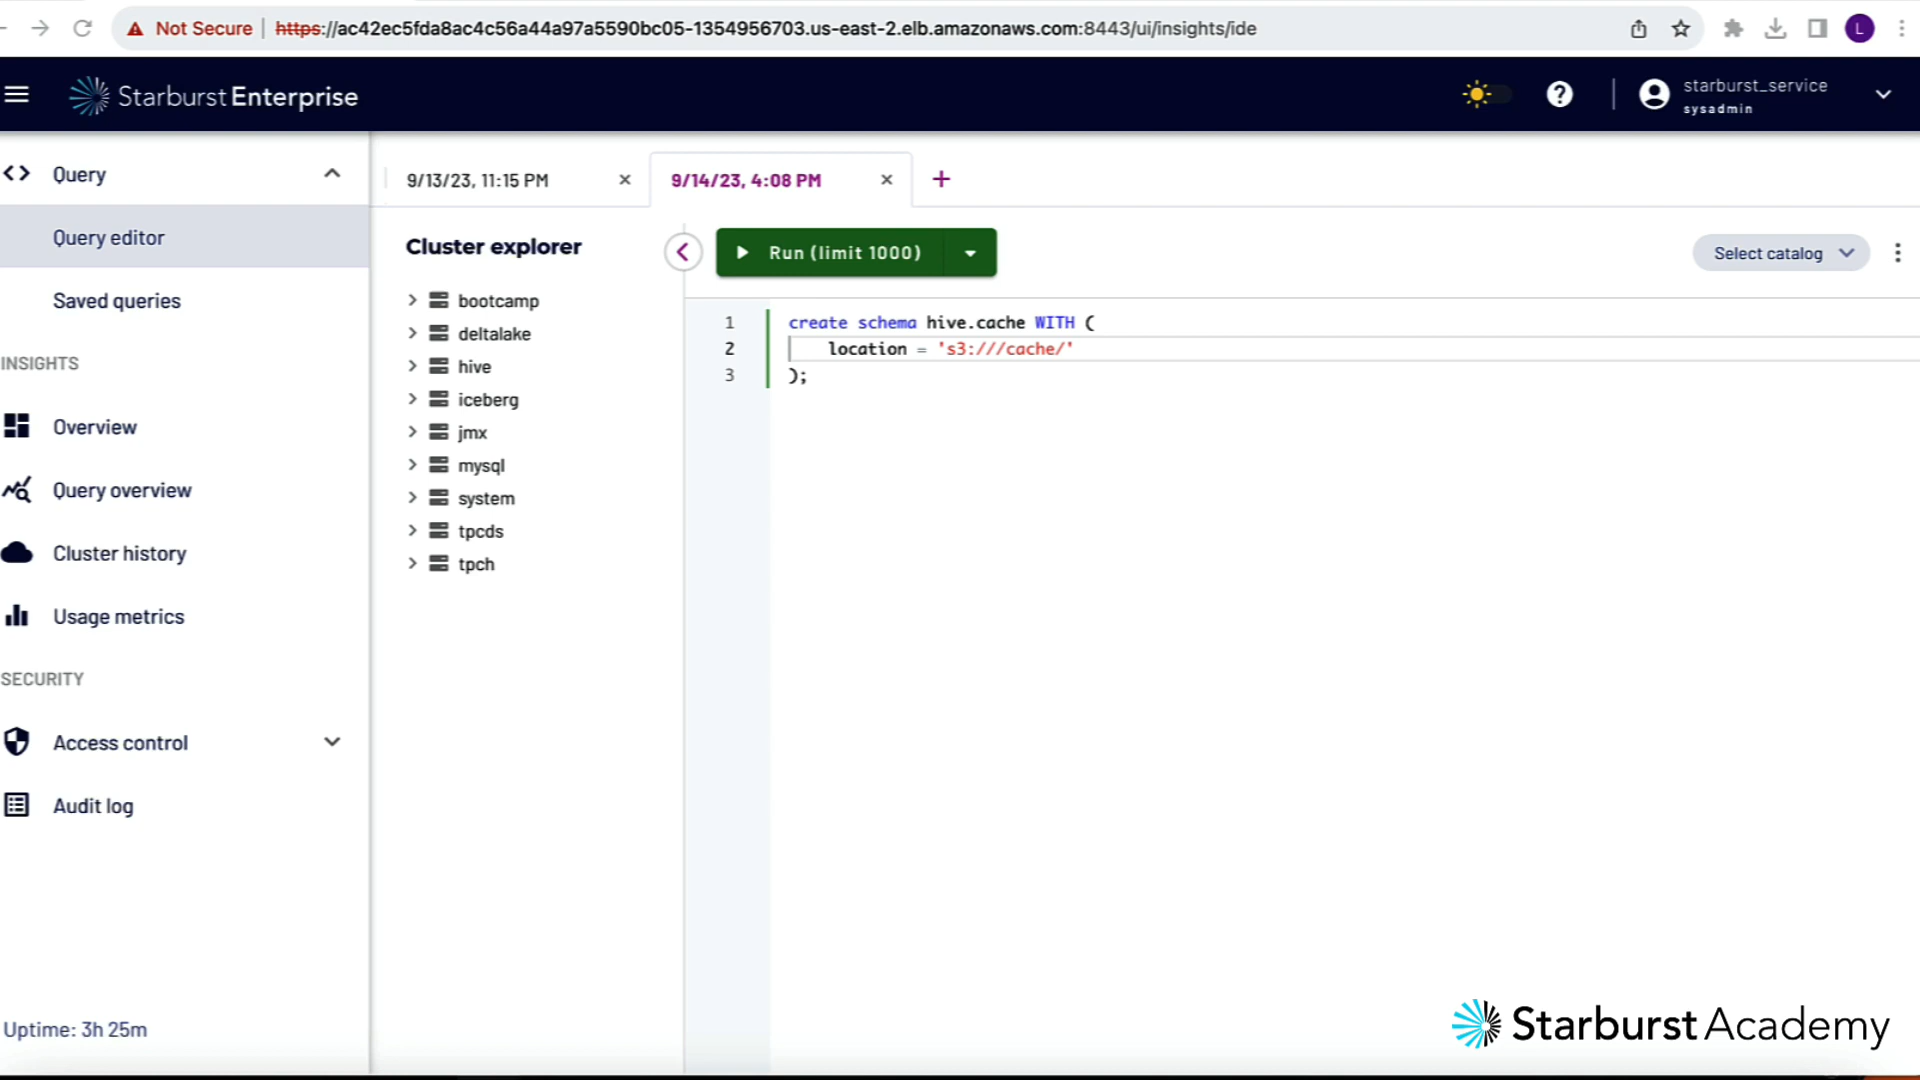 Not Secure https://ac42ec5fda8ac4c56a44a97a5590bc05-1354956703.us-east-2.elb.amazonaws.com:8443/ui/insights/ide
L
Starburst Enterprise
?
starburst_service
sysadmin
Query
Query editor
Saved queries
INSIGHTS
Overview
Query overview
Cluster history
Usage metrics
SECURITY
Access control
Audit log
Uptime: 3h 25m
9/13/23, 11:15 PM
9/14/23, 4:08 PM
Cluster explorer
bootcamp
deltalake
hive
iceberg
jmx
mysql
system
tpcds
tpch
Run (limit 1000)
Select catalog
1 create schema hive.cache WITH (
2 location = 's3:///cache/'
3 );
Starburst Academy